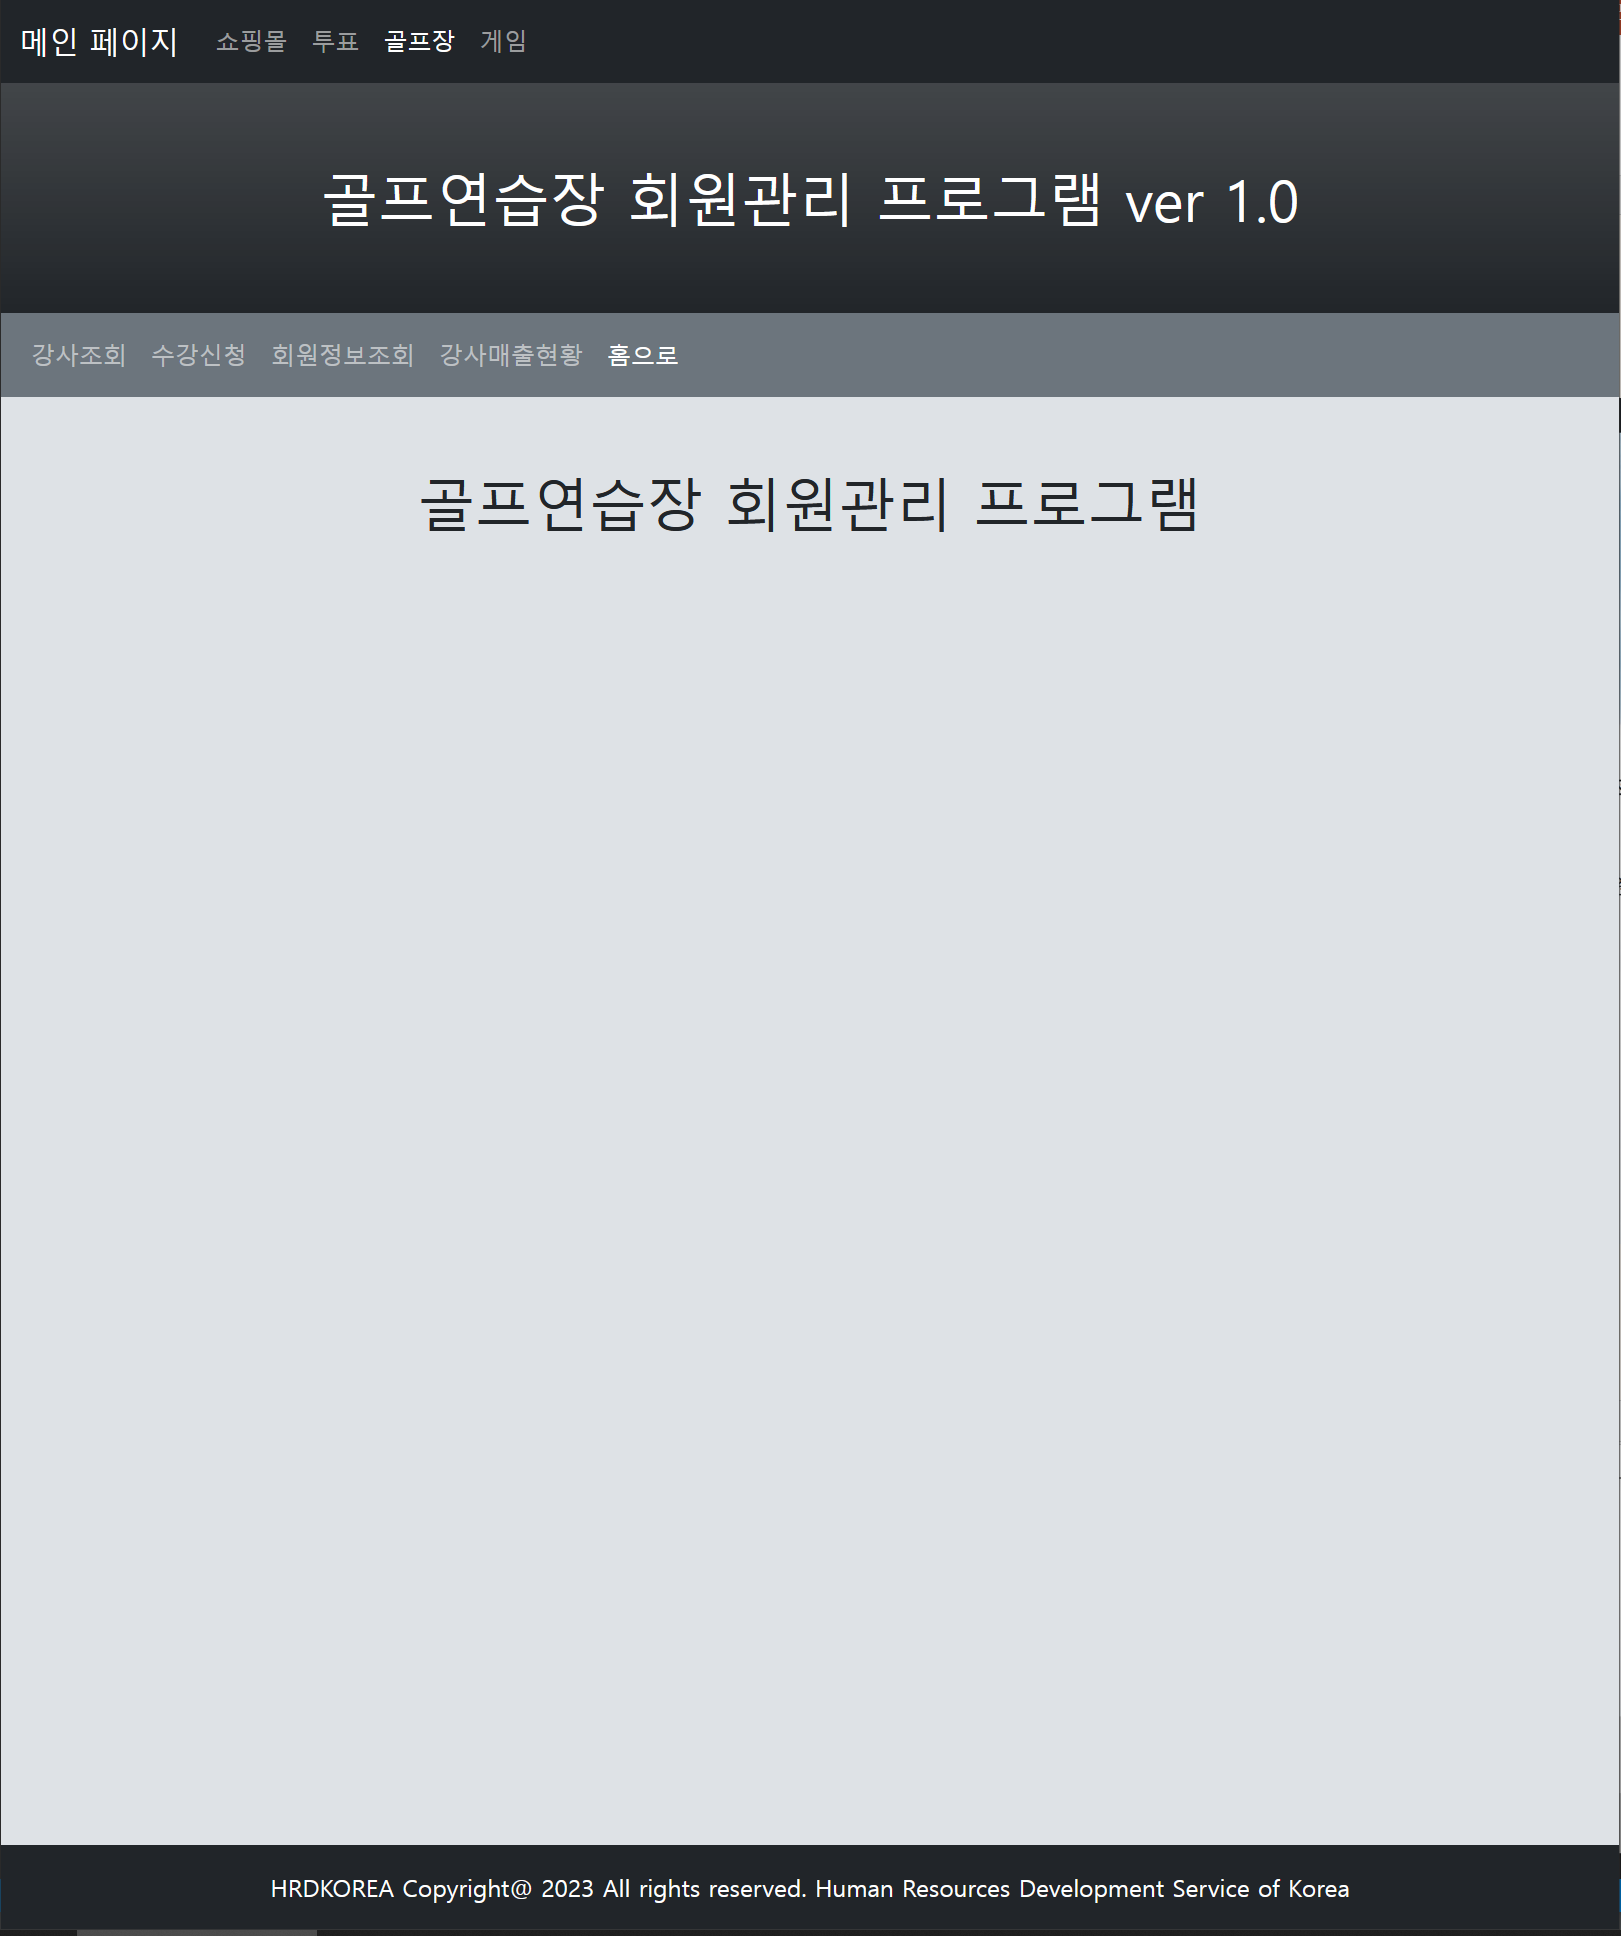 메인 페이지 쇼핑몰 투표 골프장 게임
골프연습장 회원관리 프로그램 ver 1.0
강사조회 수강신청 회원정보조회 강사매출현황 홈으로
골프연습장 회원관리 프로그램
HRDKOREA Copyright@ 2023 All rights reserved. Human Resources Development Service of Korea